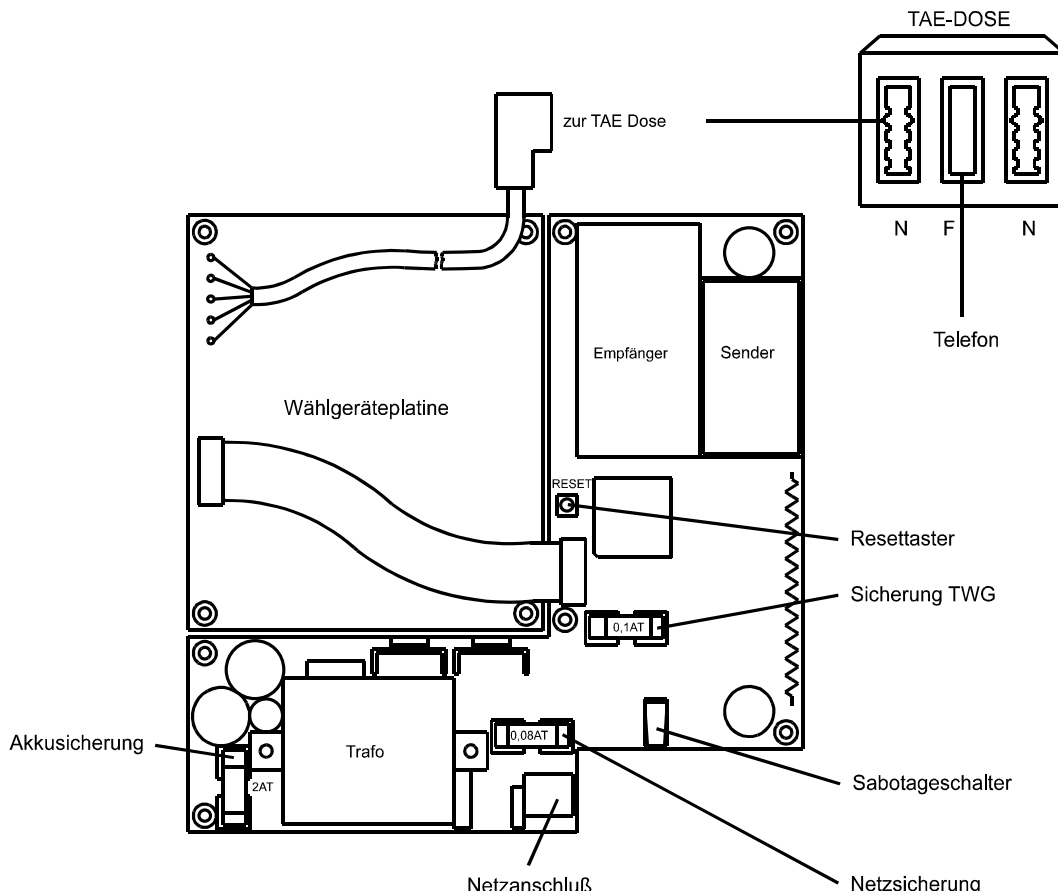 TAE-DOSE
zur TAE Dose
N F N
Telefon
Empfänger
Sender
Wählgeräteplatine
RESET
Resettaster
Sicherung TWG
0,1AT
Akkusicherung
Trafo
0,08AT
2AT
Sabotageschalter
Netzanschluß
Netzsicherung